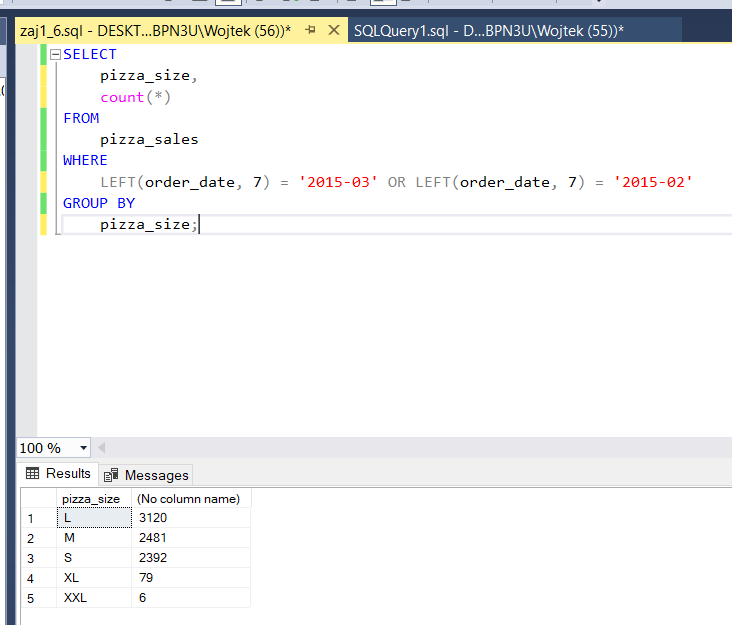 zaj1_6.sql - DESKT...BPN3U\Wojtek (56))* SQLQuery1.sql - D...BPN3U\Wojtek (55))*
SELECT
pizza_size,
count(*)
FROM
pizza_sales
WHERE
LEFT(order_date, 7) = '2015-03' OR LEFT(order_date, 7) = '2015-02'
GROUP BY
pizza_size;
100 %
Results Messages
pizza_size (No column name)
1 L 3120
2 M 2481
3 S 2392
4 XL 79
5 XXL 6